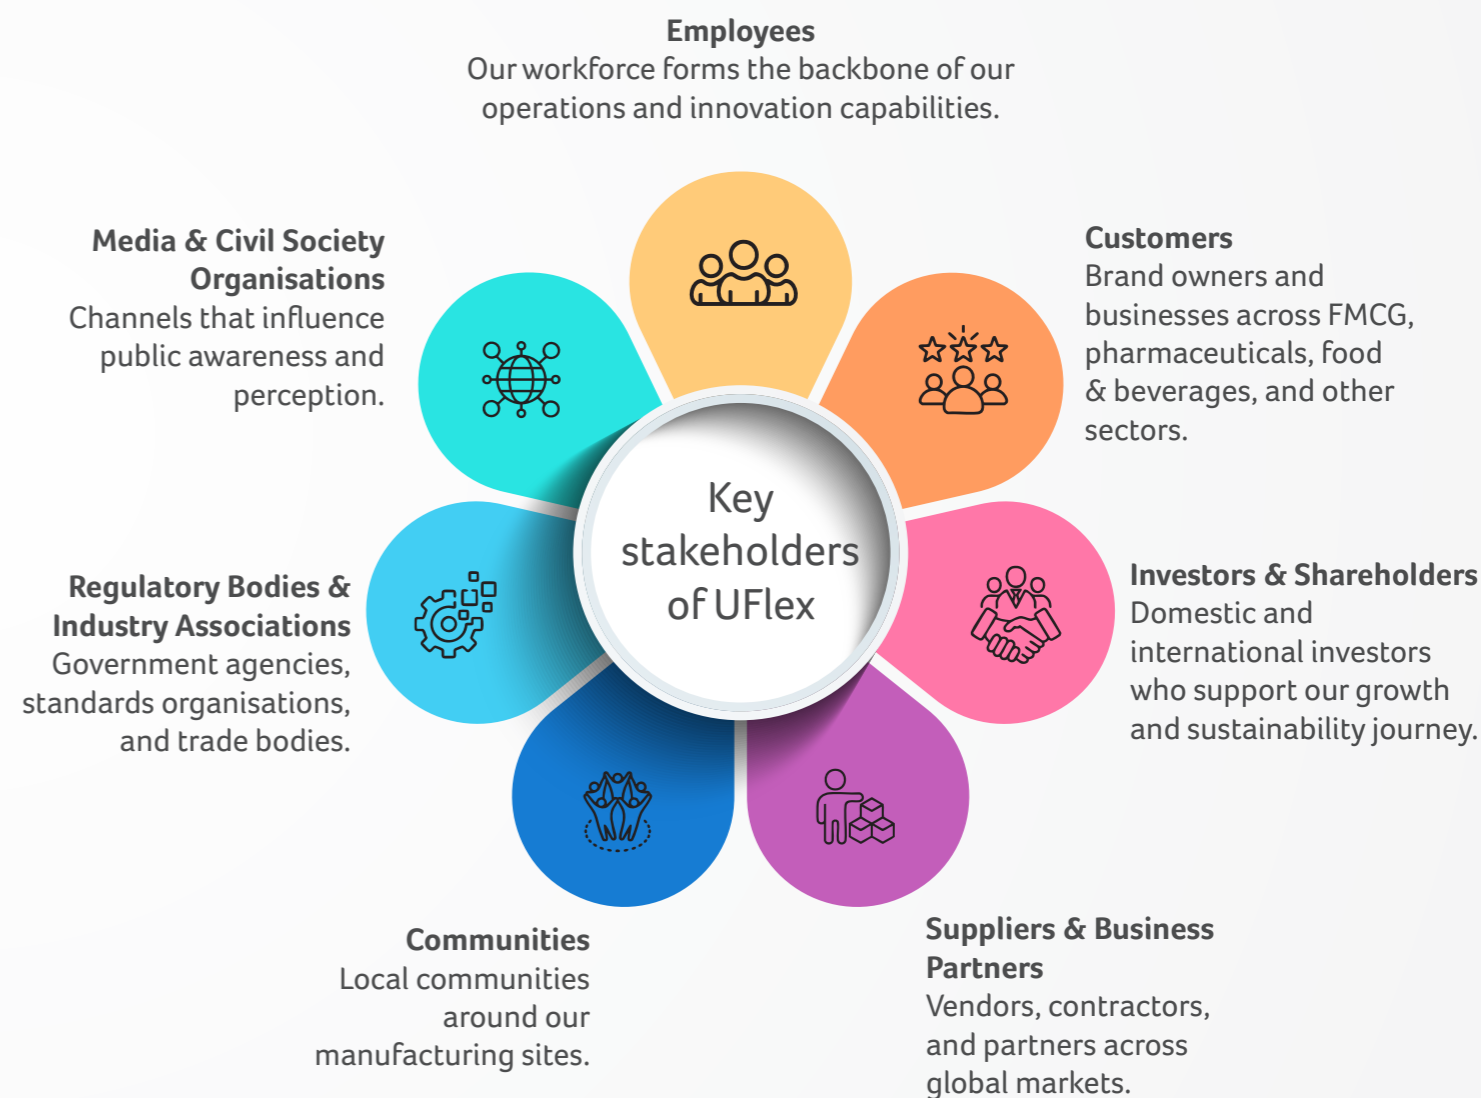 Employees
Our workforce forms the backbone of our
operations and innovation capabilities.
Customers
Brand owners and
businesses across FMCG,
pharmaceuticals, food
& beverages, and other
sectors.
Investors & Shareholders
Domestic and
international investors
who support our growth
and sustainability journey.
Suppliers & Business
Partners
Vendors, contractors,
and partners across
global markets.
Communities
Local communities
around our
manufacturing sites.
Regulatory Bodies &
Industry Associations
Government agencies,
standards organisations,
and trade bodies.
Media & Civil Society
Organisations
Channels that influence
public awareness and
perception.
Key
stakeholders
of UFlex